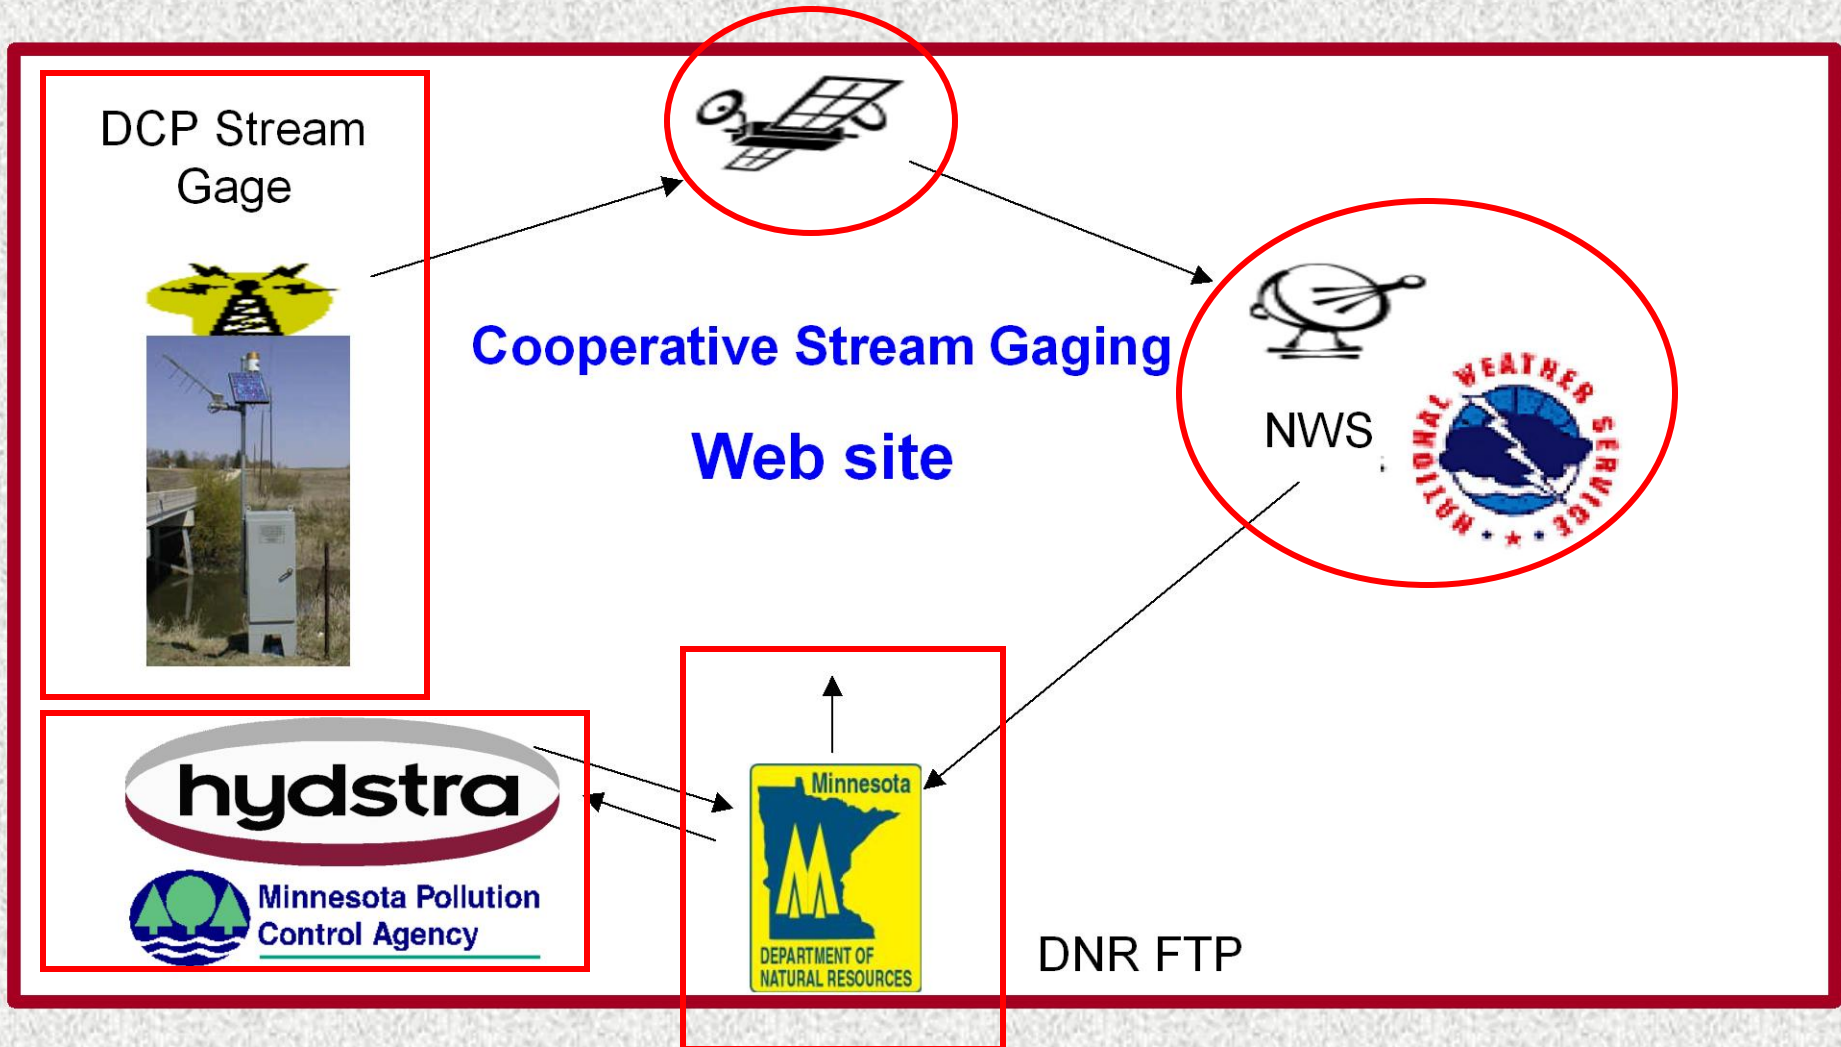 DCP Stream
Gage
Cooperative Stream Gaging
Web site
NWS
NATIONAL WEATHER SERVICE
hydstra
Minnesota Pollution
Control Agency
Minnesota
DEPARTMENT OF
NATURAL RESOURCES
DNR FTP